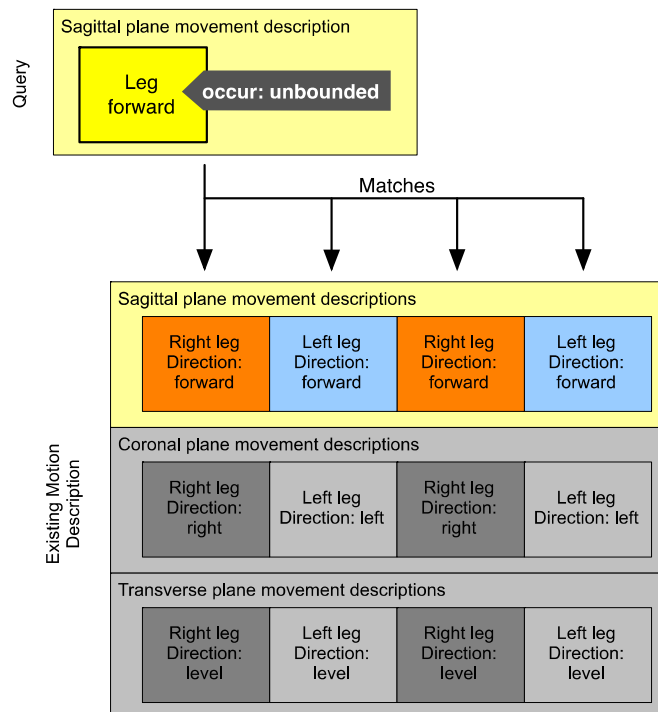 Query
Sagittal plane movement description
Leg
forward
occur: unbounded
Matches
Existing Motion
Description
Sagittal plane movement descriptions
Right leg
Direction:
forward
Left leg
Direction:
forward
Right leg
Direction:
forward
Left leg
Direction:
forward
Coronal plane movement descriptions
Right leg
Direction:
right
Left leg
Direction: left
Right leg
Direction:
right
Left leg
Direction: left
Transverse plane movement descriptions
Right leg
Direction:
level
Left leg
Direction:
level
Right leg
Direction:
level
Left leg
Direction:
level